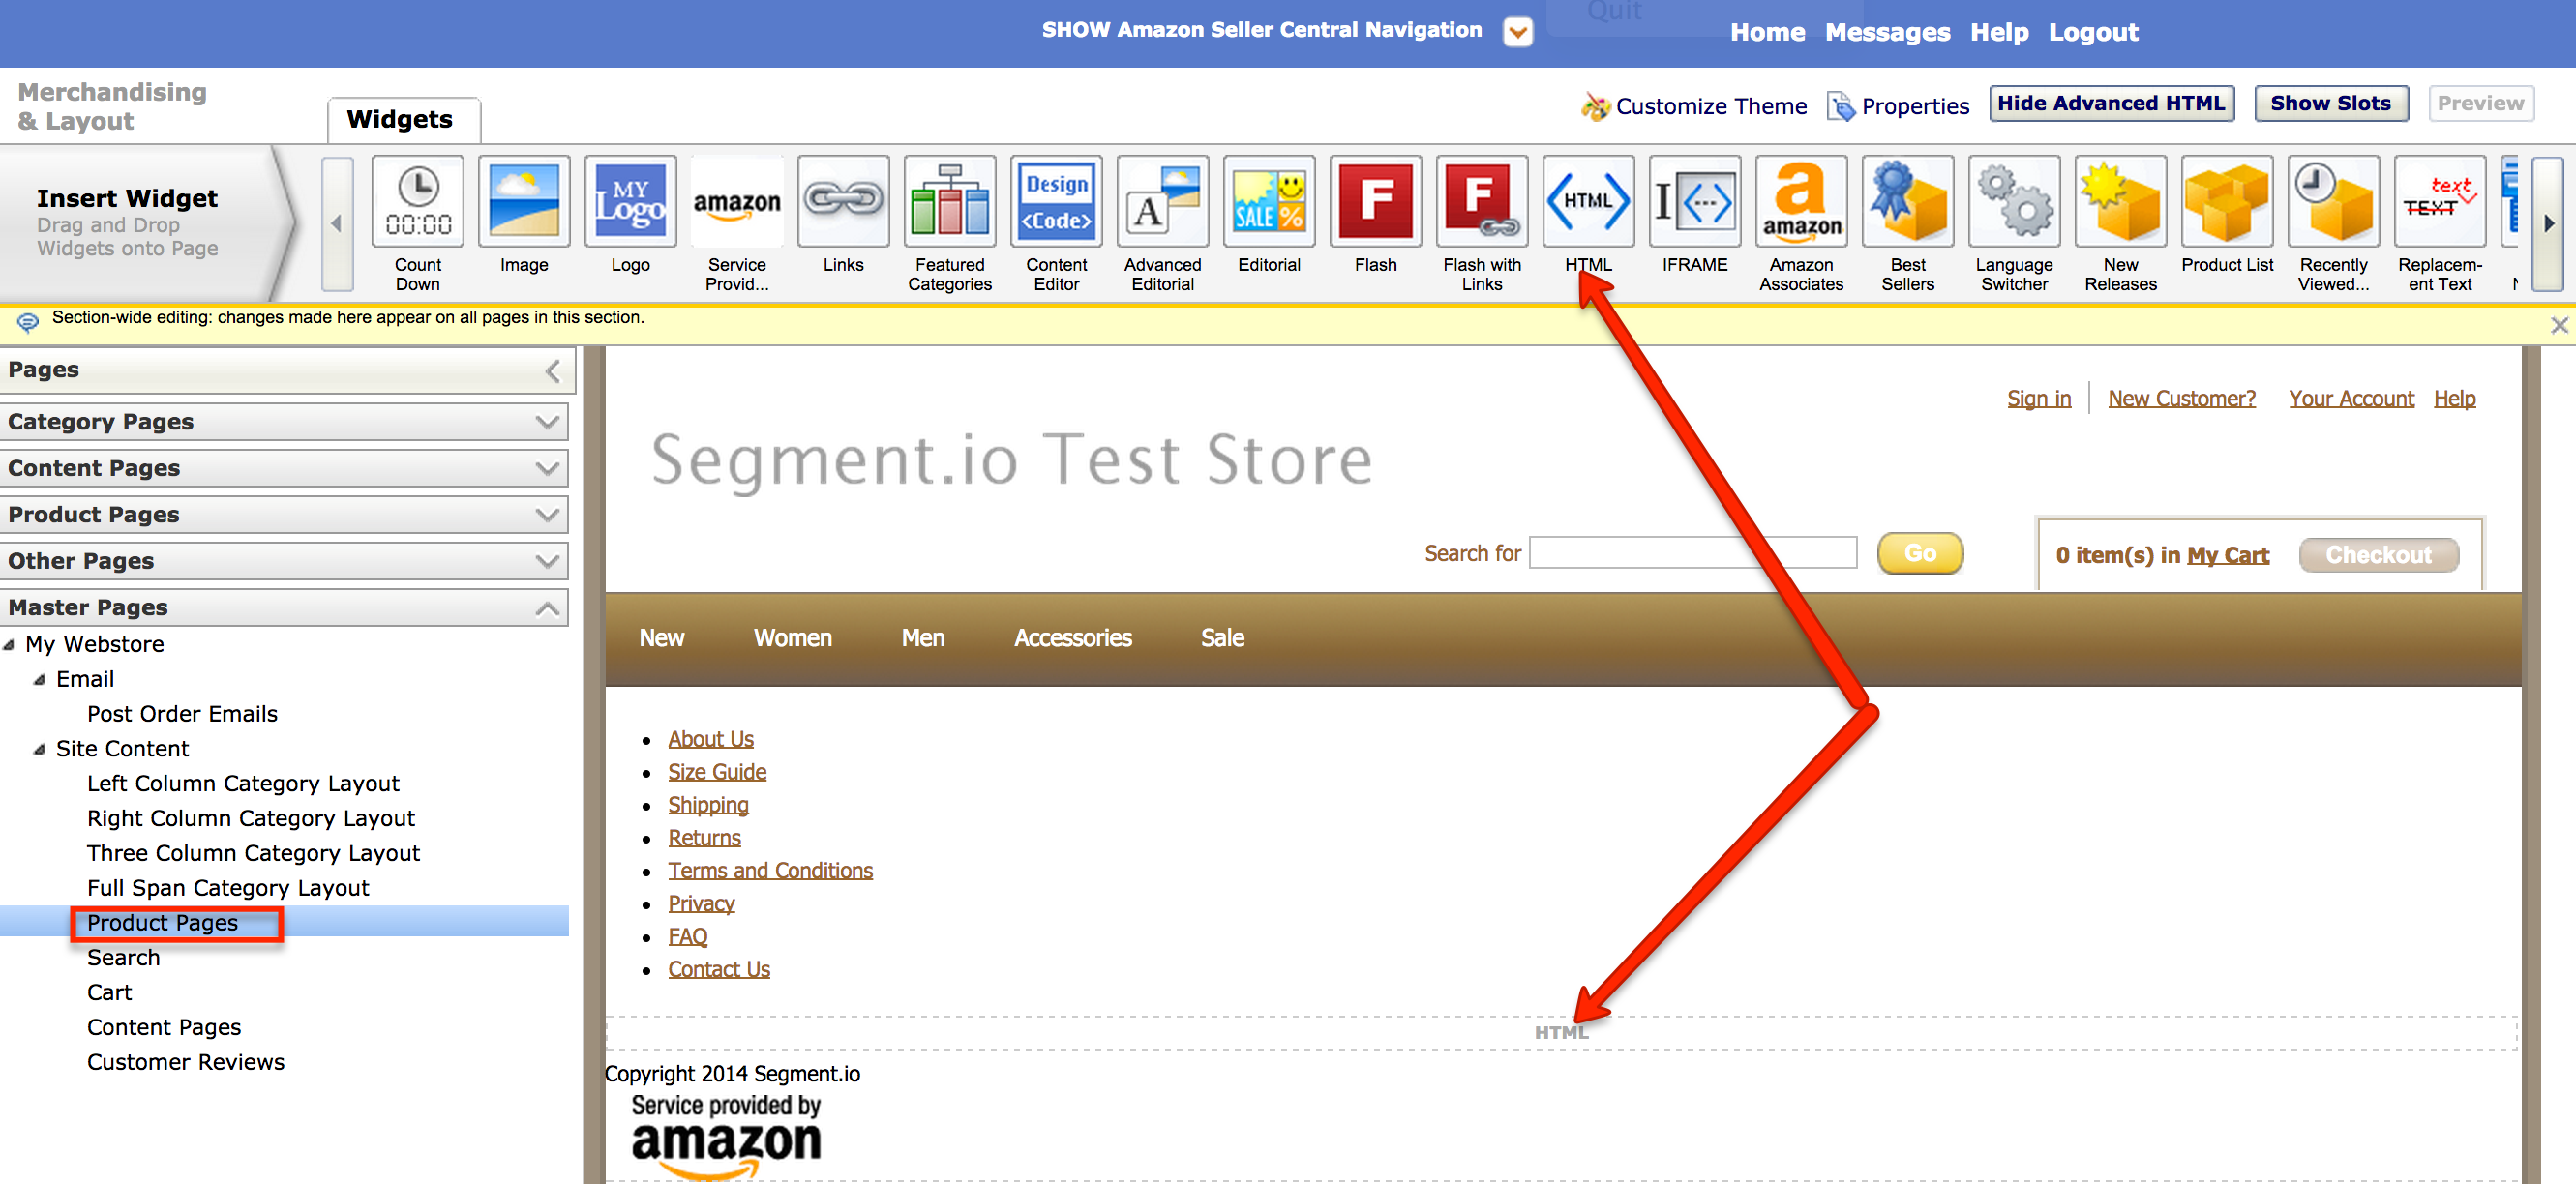 Quit
SHOW Amazon Seller Central Navigation
Home Messages Help Logout
Merchandising
& Layout
Widgets
Customize Theme
Properties
Hide Advanced HTML
Show Slots
Preview
Insert Widget
Drag and Drop
Widgets onto Page
00:00
Count
Down
Image
MY
Logo
Logo
amazon
Service
Provid...
Links
Featured
Categories
Design
<Code>
Content
Editor
A
Advanced
Editorial
SALE %
Editorial
F
Flash
F
Flash with
Links
HTML
HTML
I
IFRAME
a
amazon
Amazon
Associates
Best
Sellers
Language
Switcher
New
Releases
Product List
Recently
Viewed...
text
TEXT
Replacem-
ent Text
Section-wide editing: changes made here appear on all pages in this section.
Pages
Category Pages
Content Pages
Product Pages
Other Pages
Master Pages
My Webstore
Email
Post Order Emails
Site Content
Left Column Category Layout
Right Column Category Layout
Three Column Category Layout
Full Span Category Layout
Product Pages
Search
Cart
Content Pages
Customer Reviews
Sign in
New Customer?
Your Account
Help
Segment.io Test Store
Search for
Go
0 item(s) in My Cart
Checkout
New
Women
Men
Accessories
Sale
About Us
Size Guide
Shipping
Returns
Terms and Conditions
Privacy
FAQ
Contact Us
HTML
Copyright 2014 Segment.io
Service provided by
amazon